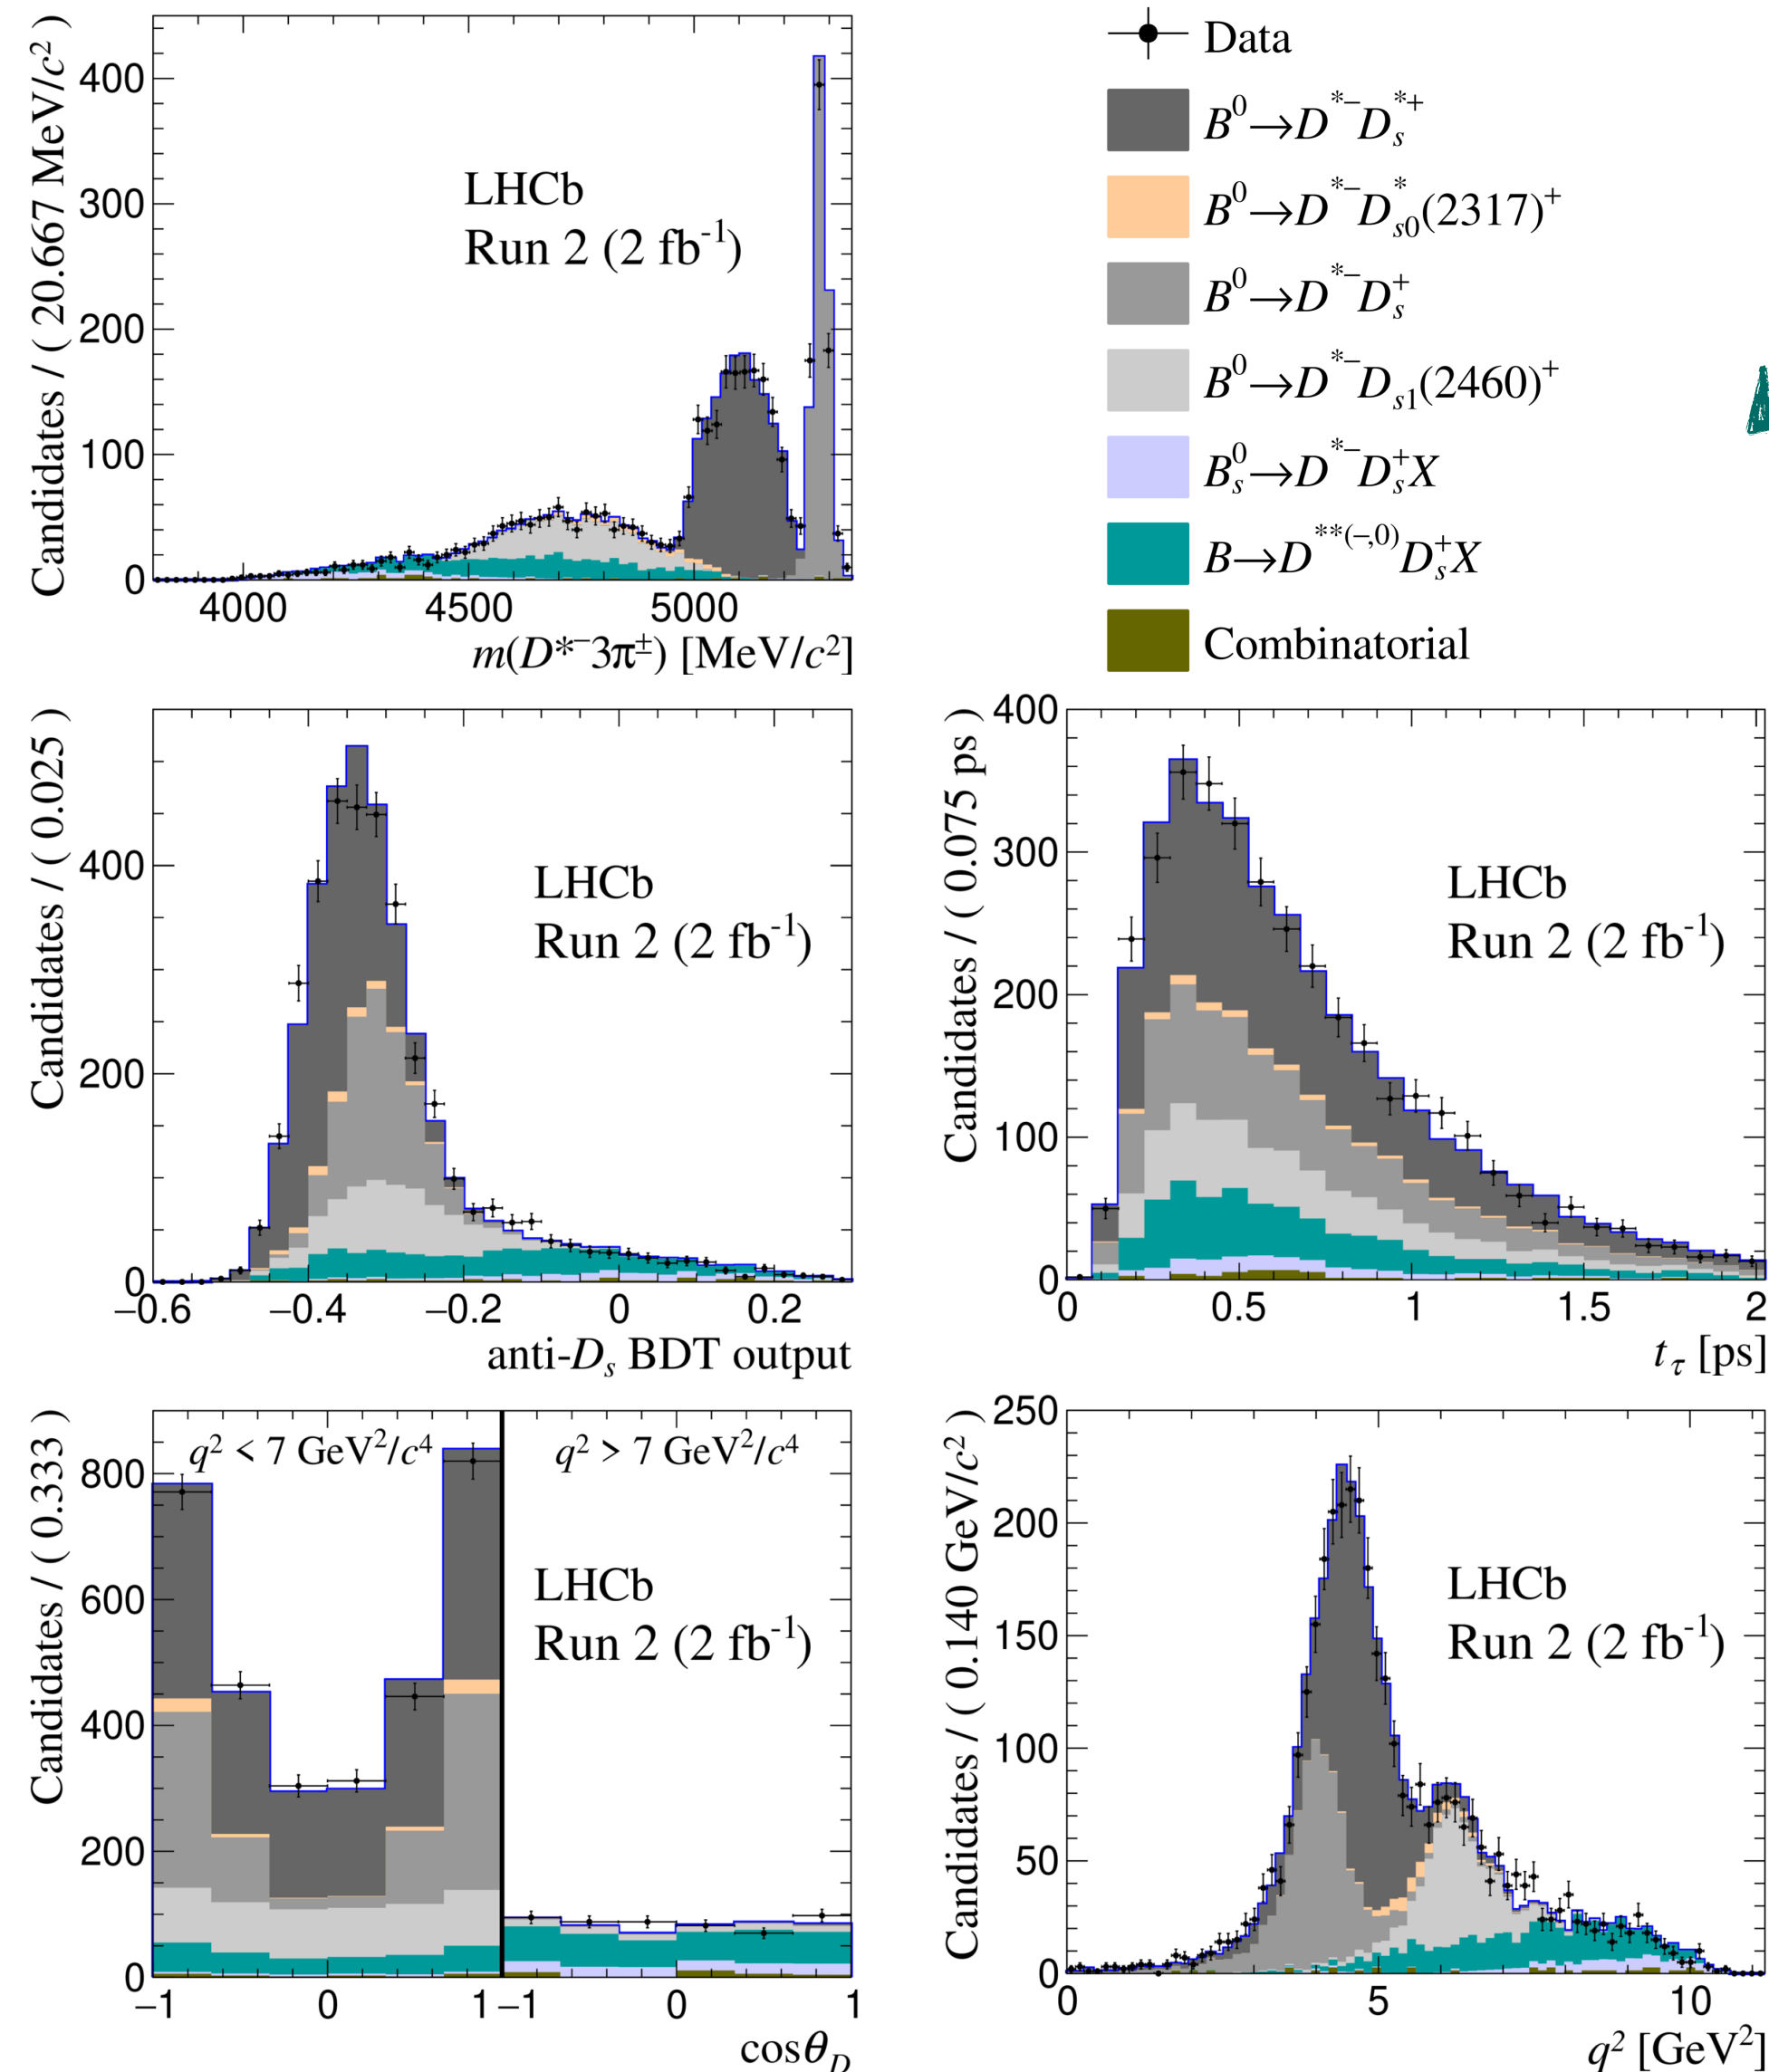 Candidates / ( 20.667 MeV/c² )
400
300
200
100
0
4000 4500 5000
m(D*⁻3π±) [MeV/c²]
LHCb
Run 2 (2 fb⁻¹)
Data
B⁰→D*⁻Dₛ*⁺
B⁰→D*⁻D*ₛ₀(2317)⁺
B⁰→D*⁻Dₛ⁺
B⁰→D*⁻Dₛ₁(2460)⁺
Bₛ⁰→D*⁻Dₛ⁺X
B→D**(−,0)Dₛ⁺X
Combinatorial
Candidates / ( 0.025 )
400
200
0
−0.6 −0.4 −0.2 0 0.2
anti-Dₛ BDT output
LHCb
Run 2 (2 fb⁻¹)
Candidates / ( 0.075 ps )
400
300
200
100
0
0 0.5 1 1.5 2
t_τ [ps]
LHCb
Run 2 (2 fb⁻¹)
Candidates / ( 0.333 )
800
600
400
200
0
−1 0 1 −1 0 1
cosθ_D
q² < 7 GeV²/c⁴
q² > 7 GeV²/c⁴
LHCb
Run 2 (2 fb⁻¹)
Candidates / ( 0.140 GeV/c²)
250
200
150
100
50
0
0 5 10
q² [GeV²]
LHCb
Run 2 (2 fb⁻¹)